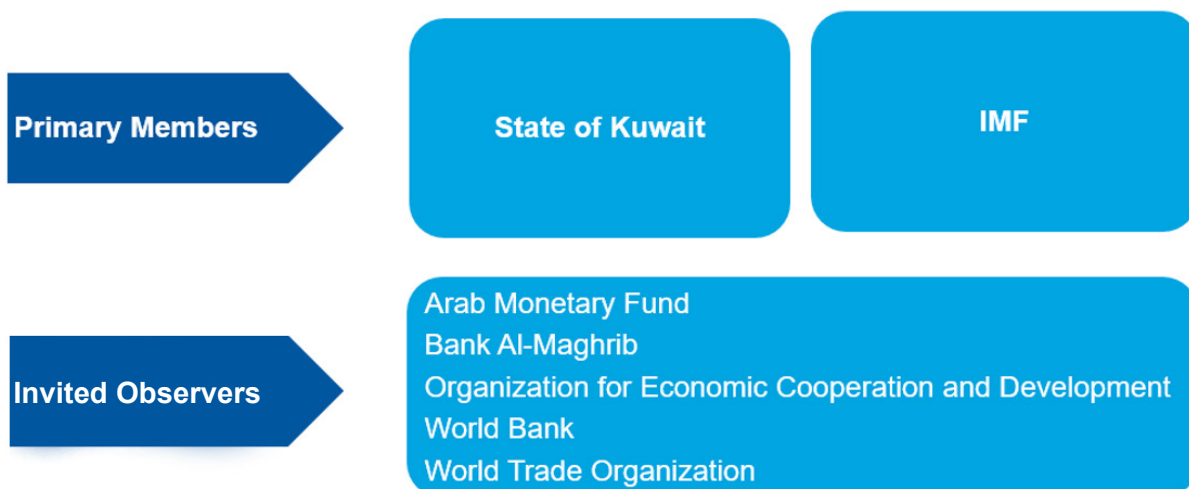 Primary Members
State of Kuwait
IMF
Invited Observers
Arab Monetary Fund
Bank Al-Maghrib
Organization for Economic Cooperation and Development
World Bank
World Trade Organization